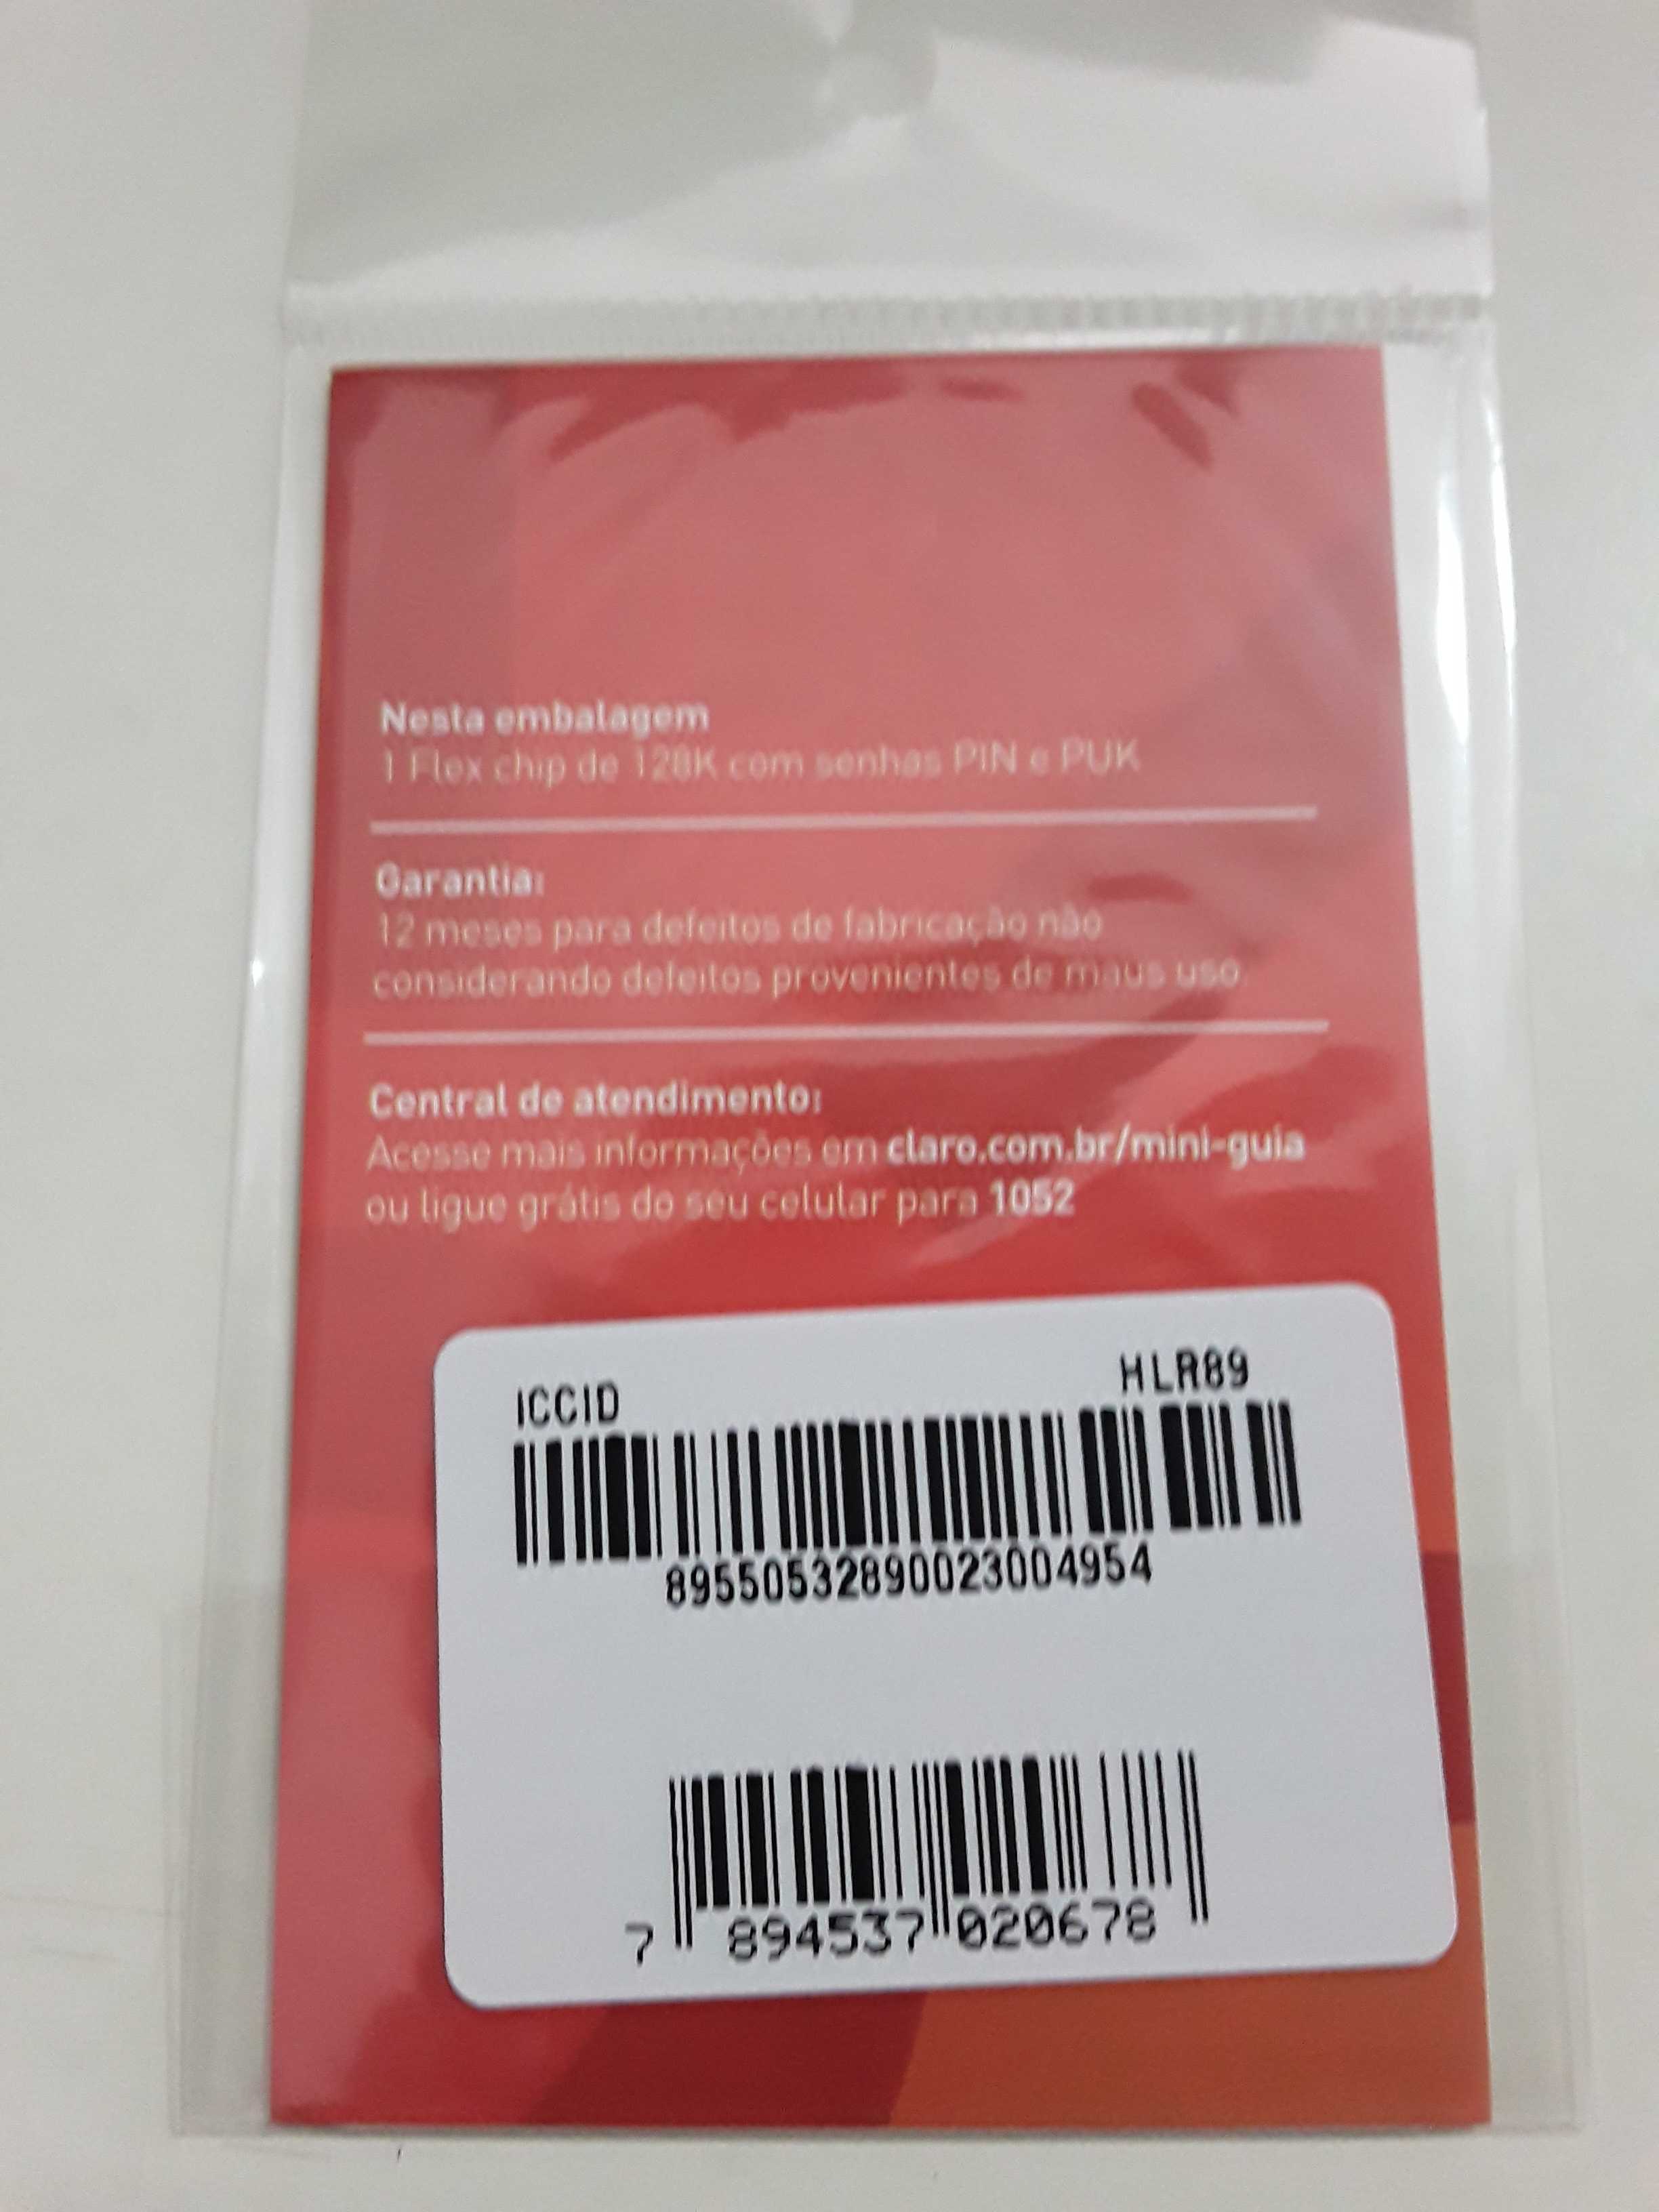 Nesta embalagem
1 Flex chip de 128K com senhas PIN e PUK
Garantia:
12 meses para defeitos de fabricação não
considerando defeitos provenientes de maus uso.
Central de atendimento:
Acesse mais informações em claro.com.br/mini-guia
ou ligue grátis do seu celular para 1052
ICCID HLR89
89550532890023004954
7 894537 020678